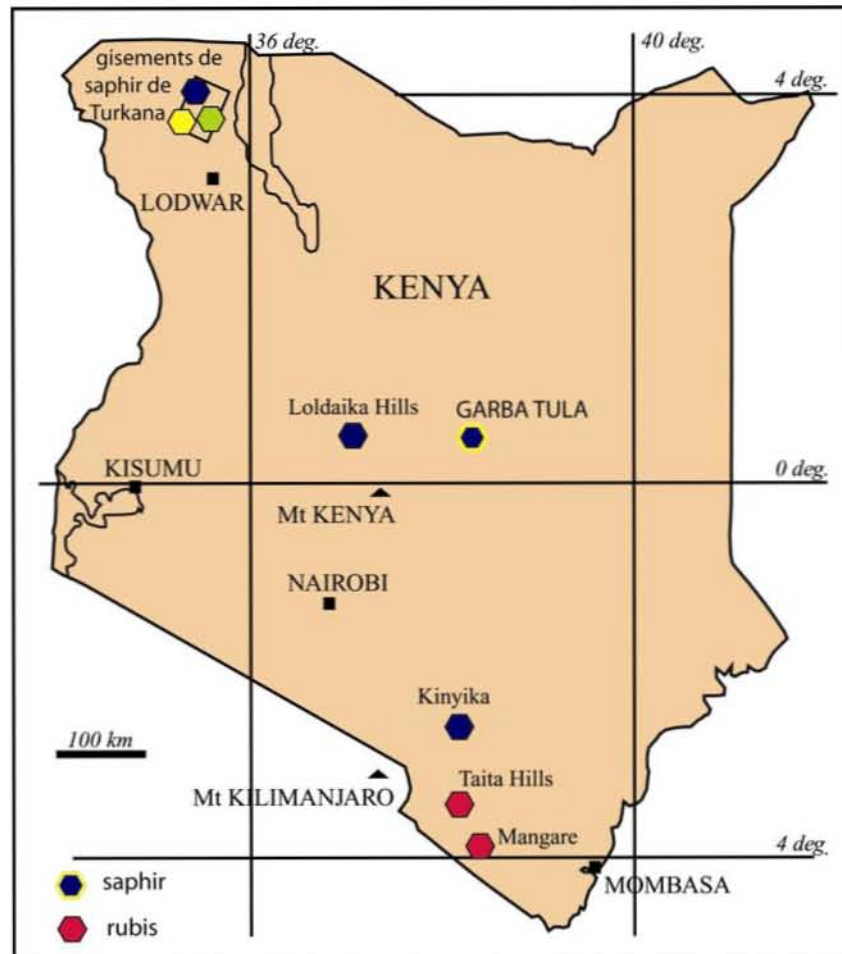 36 deg.
40 deg.
gisements de
saphir de
Turkana
4 deg.
LODWAR
KENYA
Loldaika Hills
GARBA TULA
KISUMU
0 deg.
Mt KENYA
NAIROBI
Kinyika
100 km
Taita Hills
Mt KILIMANJARO
Mangare
4 deg.
MOMBASA
saphir
rubis